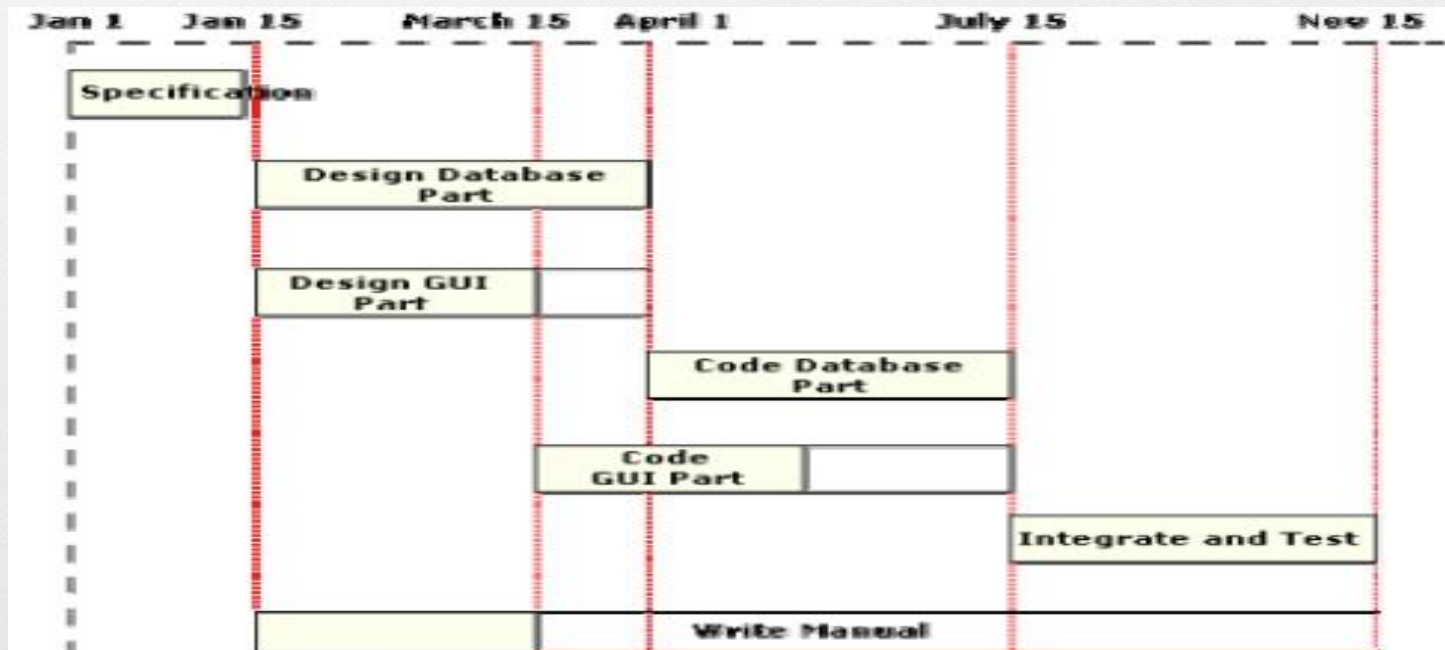 Jan 1 Jan 15 March 15 April 1 July 15 Nov 15
Specification
Design Database
Part
Design GUI
Part
Code Database
Part
Code
GUI Part
Integrate and Test
Write Manual